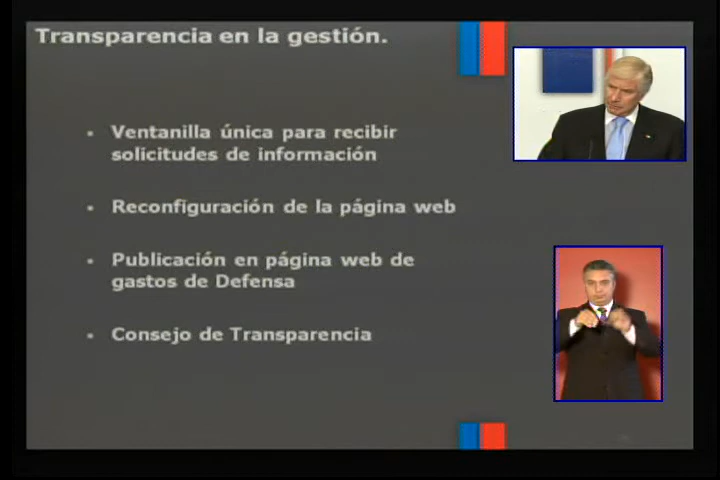 Transparencia en la gestión.
Ventanilla única para recibir
solicitudes de información
Reconfiguración de la página web
Publicación en página web de
gastos de Defensa
Consejo de Transparencia